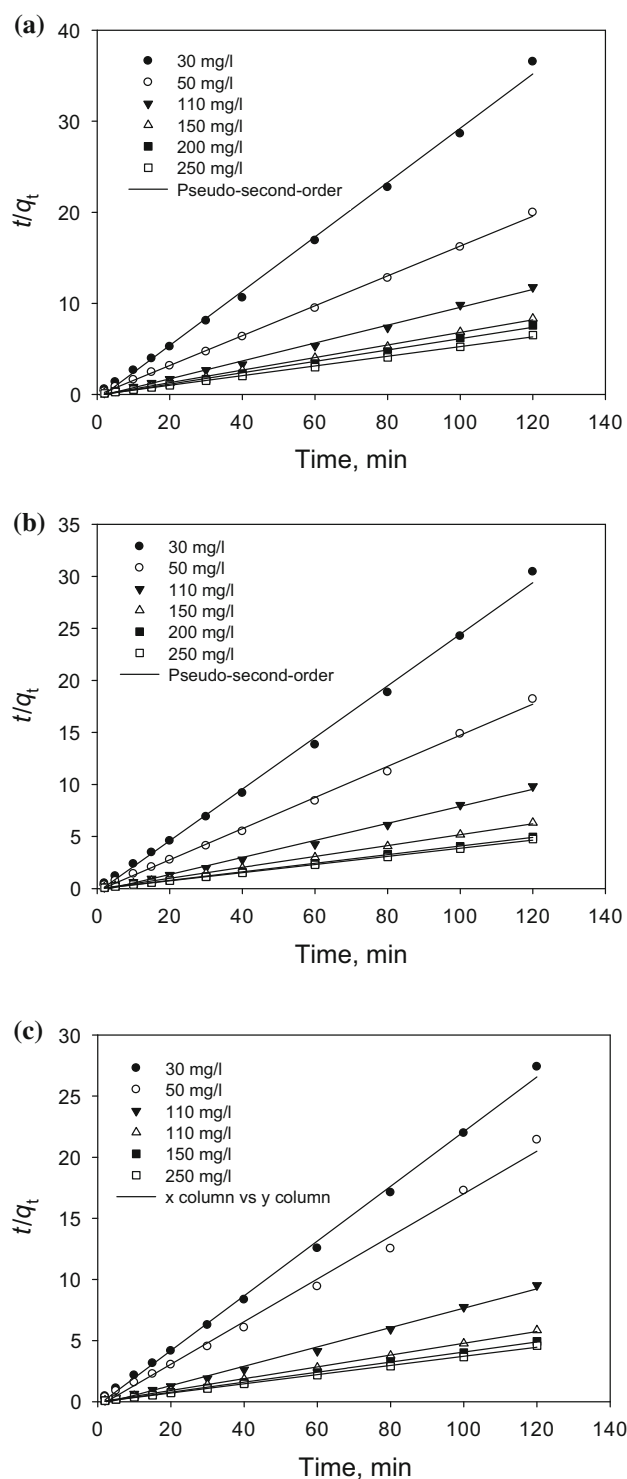 (a)
40
30
20
10
0
t/qt
30 mg/l
50 mg/l
110 mg/l
150 mg/l
200 mg/l
250 mg/l
Pseudo-second-order
0 20 40 60 80 100 120 140
Time, min
(b)
35
30
25
20
15
10
5
0
t/qt
30 mg/l
50 mg/l
110 mg/l
150 mg/l
200 mg/l
250 mg/l
Pseudo-second-order
0 20 40 60 80 100 120 140
Time, min
(c)
30
25
20
15
10
5
0
t/qt
30 mg/l
50 mg/l
110 mg/l
110 mg/l
150 mg/l
250 mg/l
x column vs y column
0 20 40 60 80 100 120 140
Time, min